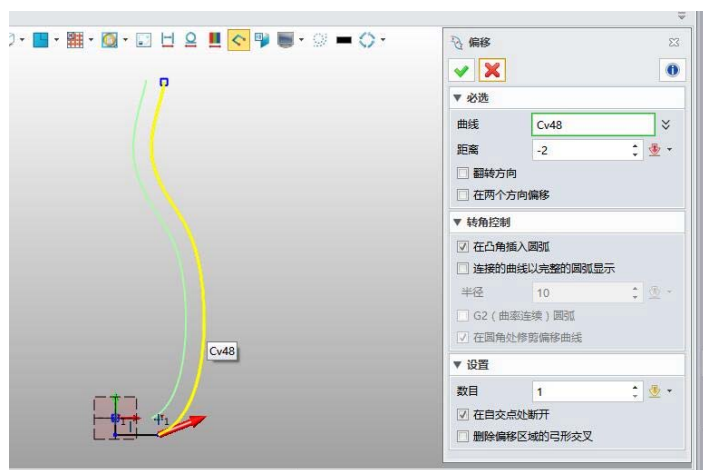 偏移
必选
曲线 Cv48
距离 -2
翻转方向
在两个方向偏移
转角控制
在凸角插入圆弧
连接的曲线以完整的圆弧显示
半径 10
G2（曲率连续）圆弧
在圆角处修剪偏移曲线
Cv48
设置
数目 1
在自交点处断开
删除偏移区域的弓形交叉